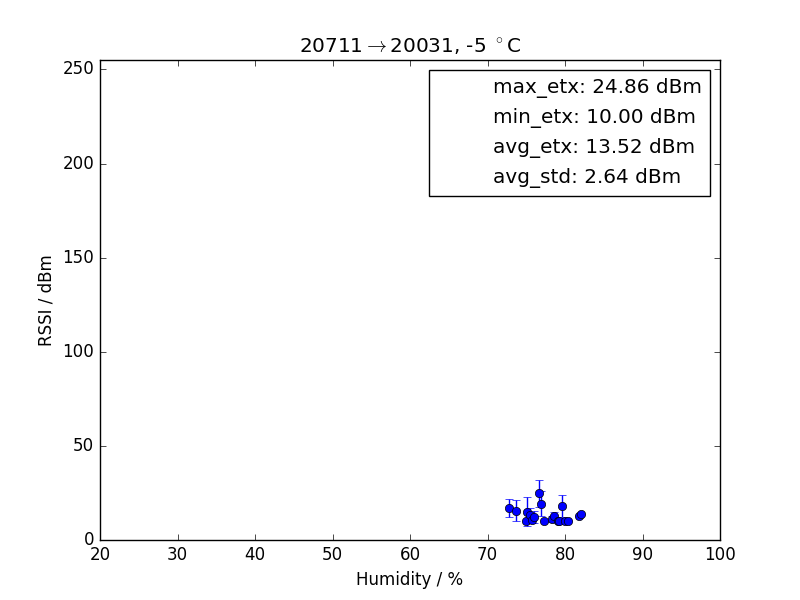 20711→20031, -5 °C
max_etx: 24.86 dBm
min_etx: 10.00 dBm
avg_etx: 13.52 dBm
avg_std: 2.64 dBm
RSSI / dBm
250
200
150
100
50
0
20 30 40 50 60 70 80 90 100
Humidity / %